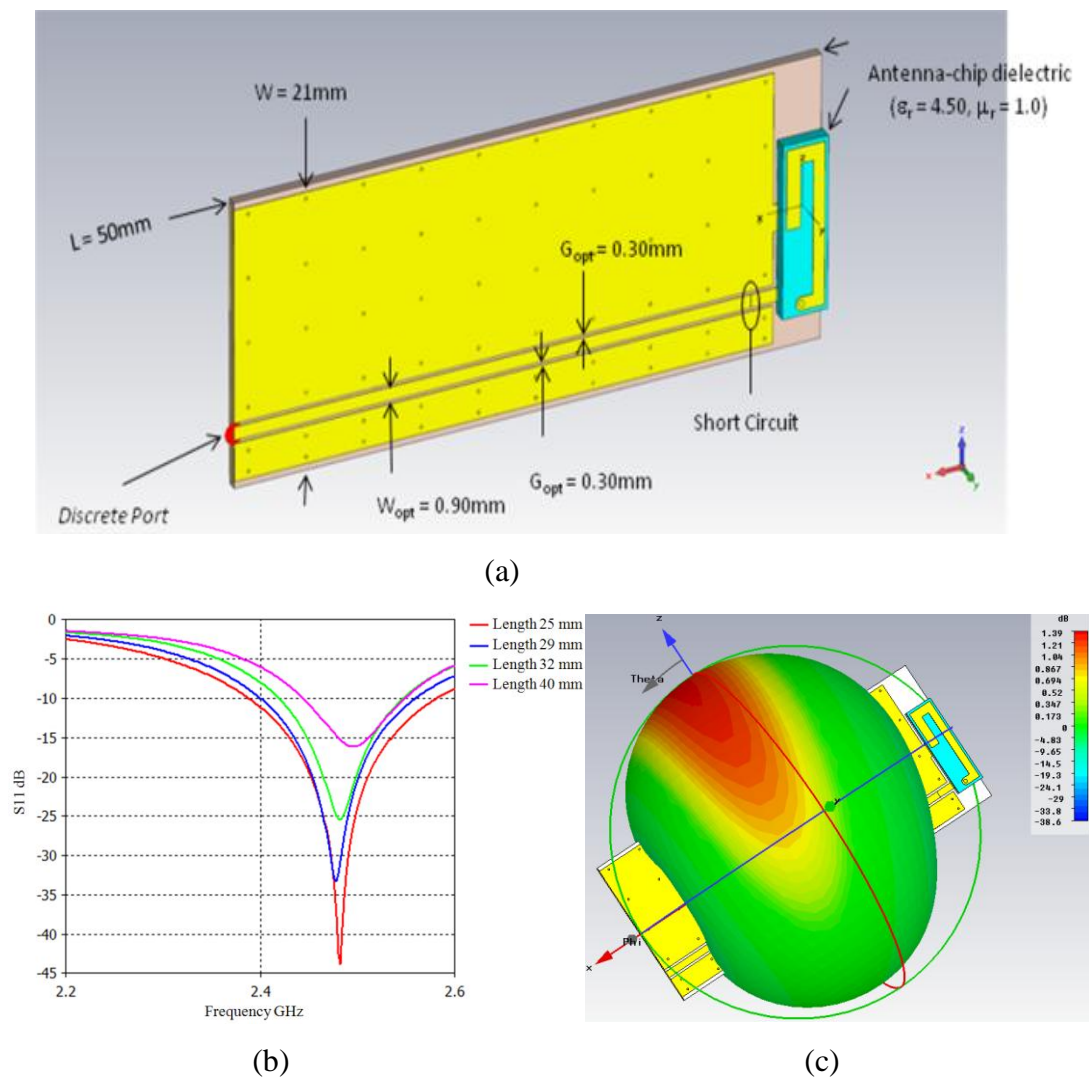 W = 21mm
Antenna-chip dielectric
(εr = 4.50, μr = 1.0)
L = 50mm
Gopt = 0.30mm
z
x
y
Short Circuit
Gopt = 0.30mm
Wopt = 0.90mm
Discrete Port
z
x
y
(a)
0
-5
-10
-15
-20
-25
-30
-35
-40
-45
S11 dB
2.2
2.4
2.6
Frequency GHz
Length 25 mm
Length 29 mm
Length 32 mm
Length 40 mm
(b)
z
Theta
y
Phi
x
dB
1.39
1.21
1.04
0.867
0.694
0.52
0.347
0.173
0
-4.83
-9.65
-14.5
-19.3
-24.1
-29
-33.8
-38.6
(c)